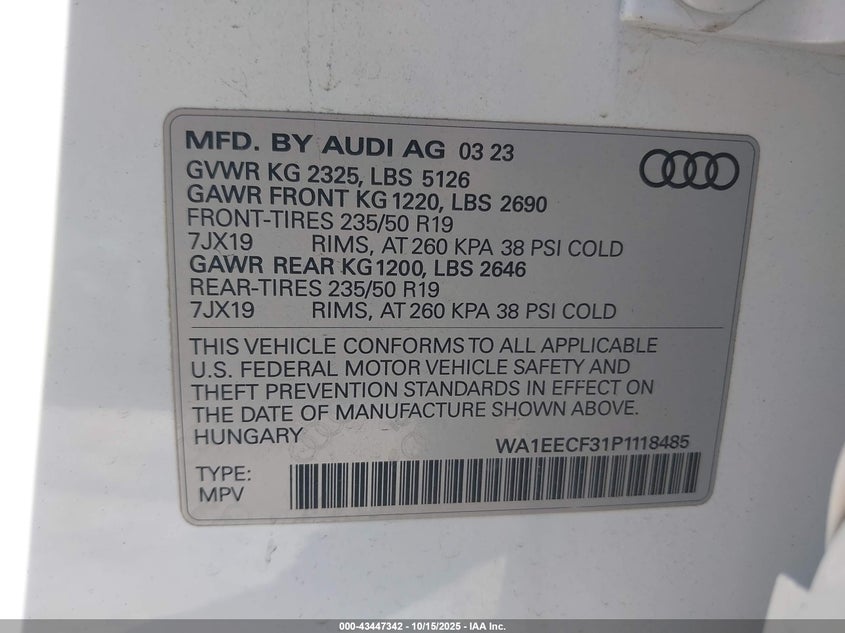 MFD. BY AUDI AG 03 23
GVWR KG 2325, LBS 5126
GAWR FRONT KG 1220, LBS 2690
FRONT-TIRES 235/50 R19
7JX19 RIMS, AT 260 KPA 38 PSI COLD
GAWR REAR KG 1200, LBS 2646
REAR-TIRES 235/50 R19
7JX19 RIMS, AT 260 KPA 38 PSI COLD
THIS VEHICLE CONFORMS TO ALL APPLICABLE
U.S. FEDERAL MOTOR VEHICLE SAFETY AND
THEFT PREVENTION STANDARDS IN EFFECT ON
THE DATE OF MANUFACTURE SHOWN ABOVE.
HUNGARY WA1EECF31P1118485
TYPE:
MPV
000-43447342 - 10/15/2025 - IAA Inc.